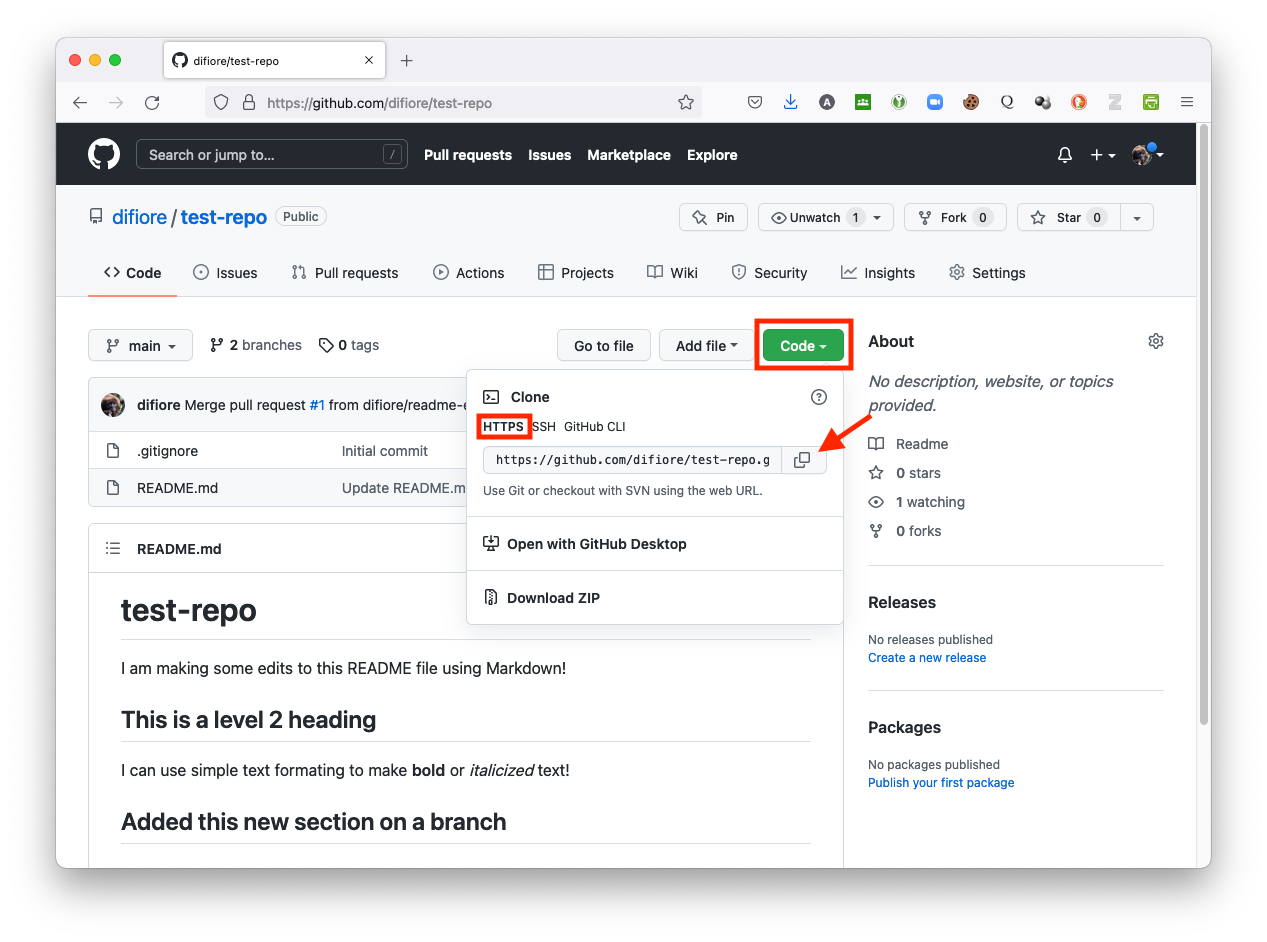 difiore/test-repo
https://github.com/difiore/test-repo
Search or jump to... / Pull requests Issues Marketplace Explore
difiore / test-repo Public Pin Unwatch 1 Fork 0 Star 0
Code Issues Pull requests Actions Projects Wiki Security Insights Settings
main 2 branches 0 tags Go to file Add file Code
About
No description, website, or topics
provided.
Readme
0 stars
1 watching
0 forks
Releases
No releases published
Create a new release
Packages
No packages published
Publish your first package
difiore Merge pull request #1 from difiore/readme-e
.gitignore Initial commit
README.md Update README.m
Clone
HTTPS SSH GitHub CLI
https://github.com/difiore/test-repo.g
Use Git or checkout with SVN using the web URL.
Open with GitHub Desktop
Download ZIP
README.md
test-repo
I am making some edits to this README file using Markdown!
This is a level 2 heading
I can use simple text formating to make bold or italicized text!
Added this new section on a branch